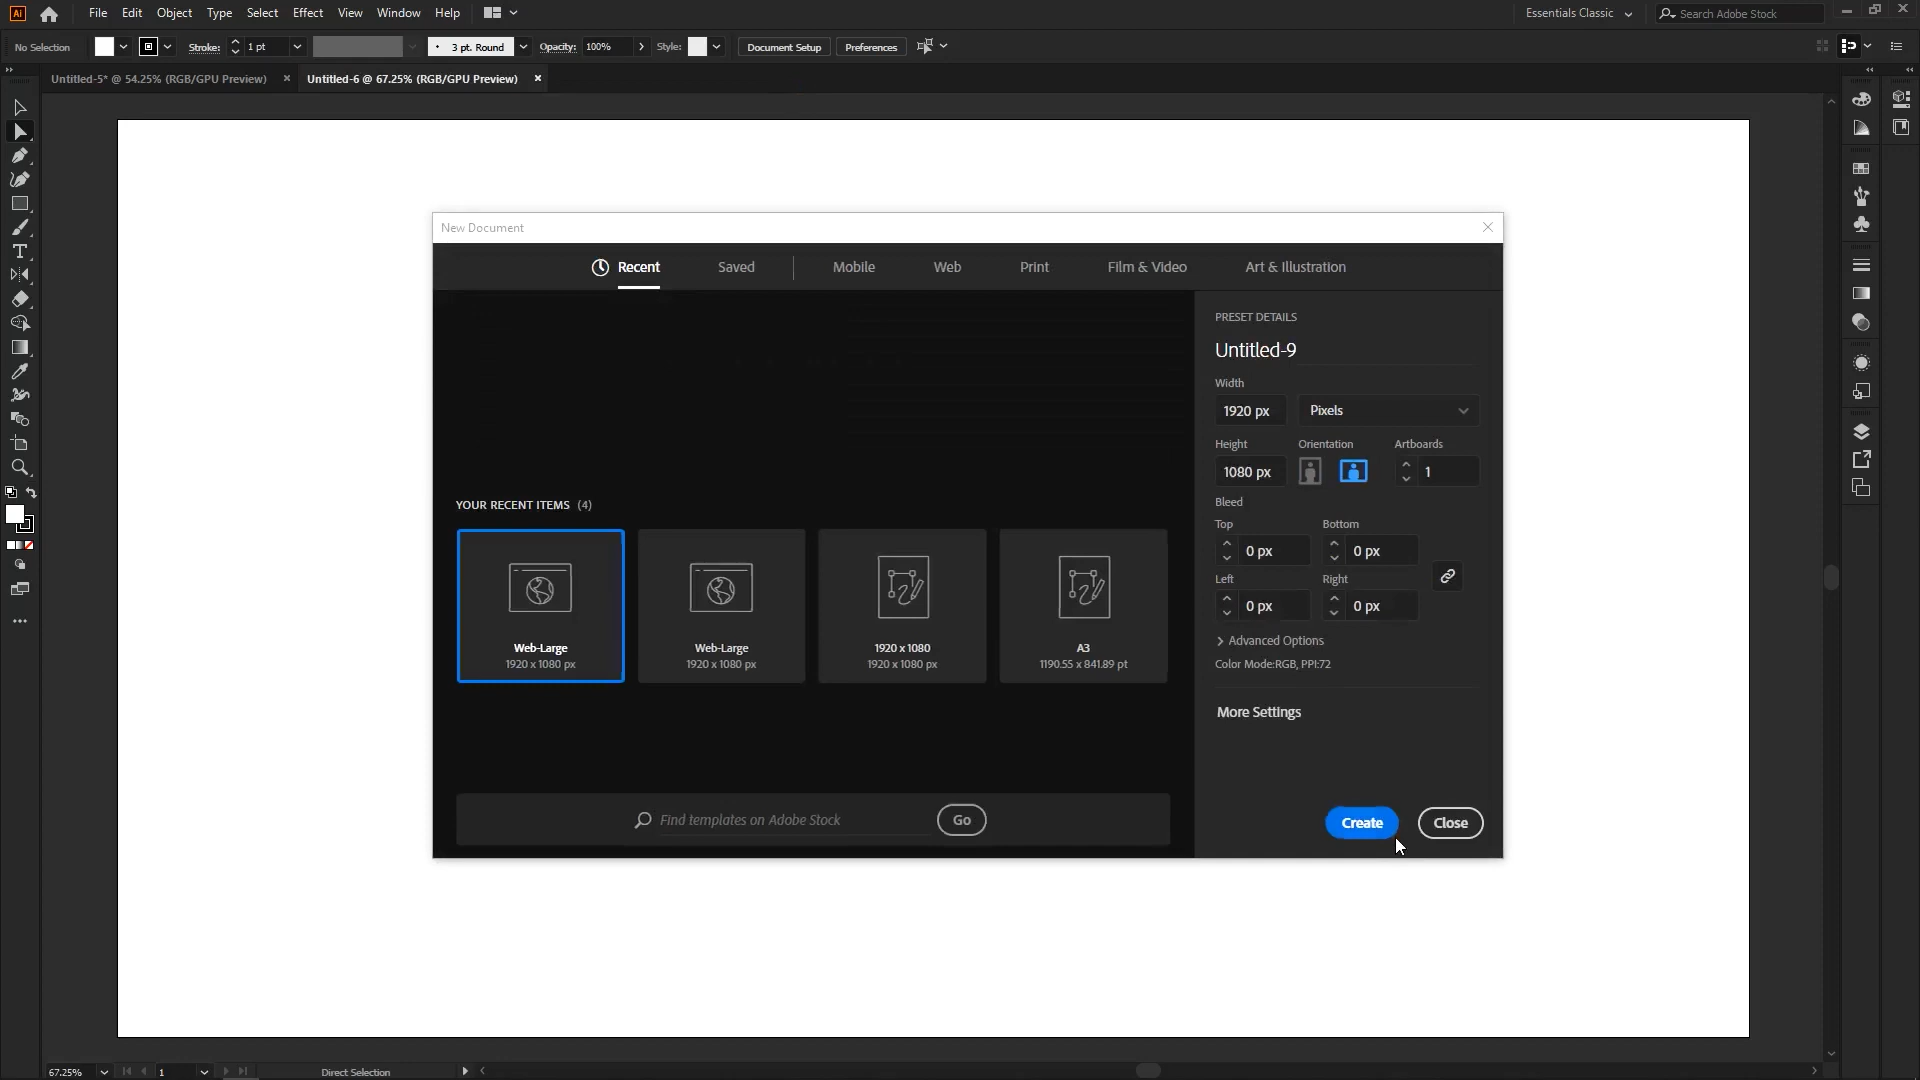 Ai File Edit Object Type Select Effect View Window Help Essentials Classic Search Adobe Stock
No Selection Stroke: 1 pt 3 pt. Round Opacity: 100% Style: Document Setup Preferences
Untitled-5* @ 54.25% (RGB/GPU Preview) Untitled-6 @ 67.25% (RGB/GPU Preview)
New Document
Recent Saved Mobile Web Print Film & Video Art & Illustration
PRESET DETAILS
Untitled-9
Width
1920 px Pixels
Height Orientation Artboards
1080 px 1
Bleed
Top Bottom
0 px 0 px
Left Right
0 px 0 px
Advanced Options
Color Mode:RGB, PPI:72
More Settings
YOUR RECENT ITEMS (4)
Web-Large Web-Large 1920 x 1080 A3
1920 x 1080 px 1920 x 1080 px 1920 x 1080 px 1190.55 x 841.89 pt
Find templates on Adobe Stock Go
Create Close
67.25% 1 Direct Selection